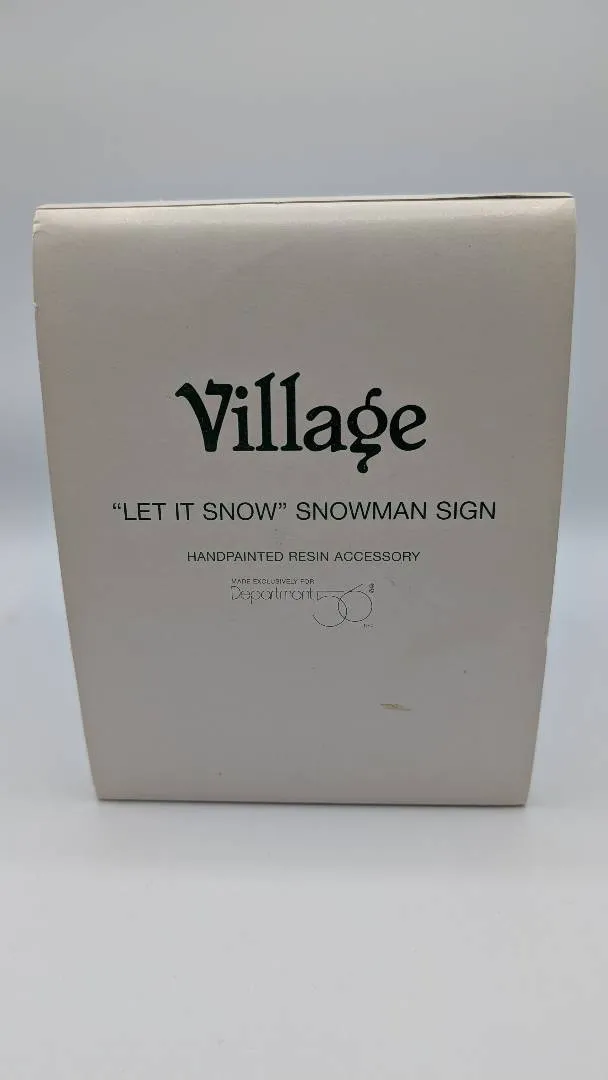 Village
“LET IT SNOW” SNOWMAN SIGN
HANDPAINTED RESIN ACCESSORY
MADE EXCLUSIVELY FOR
Department 56